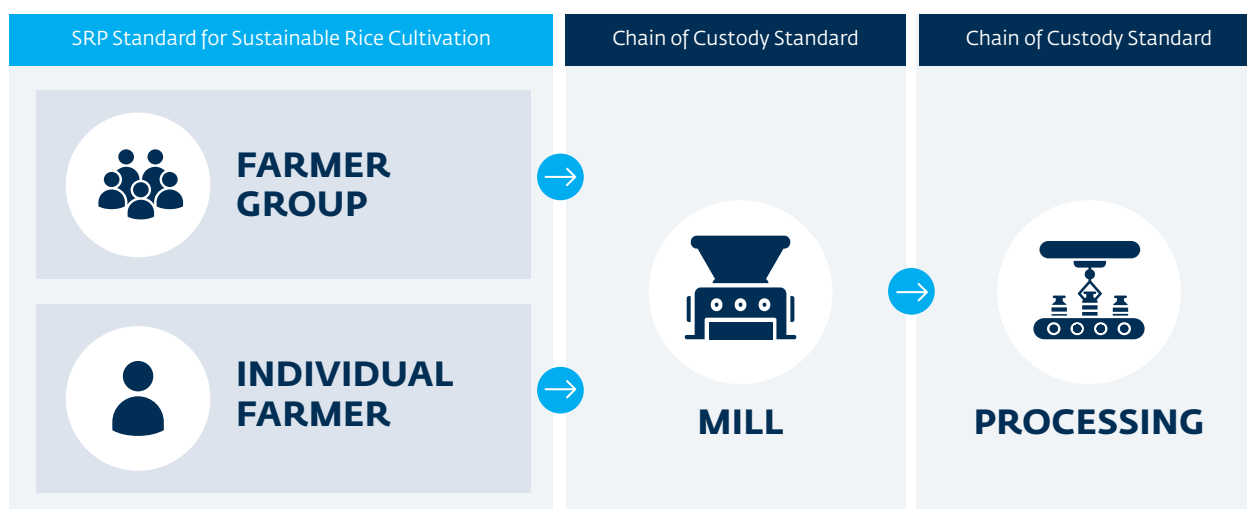 SRP Standard for Sustainable Rice Cultivation
Chain of Custody Standard
Chain of Custody Standard
FARMER
GROUP
INDIVIDUAL
FARMER
MILL
PROCESSING